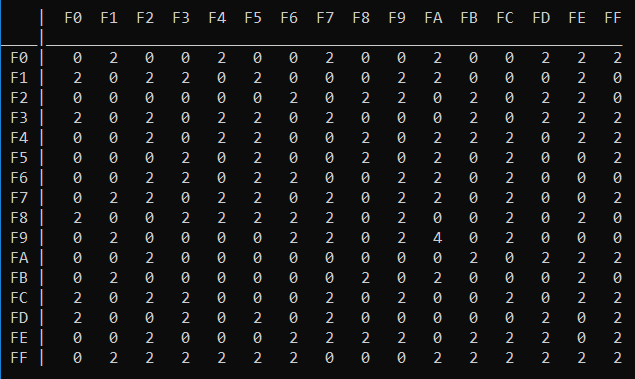 | F0 F1 F2 F3 F4 F5 F6 F7 F8 F9 FA FB FC FD FE FF
F0 | 0 2 0 0 2 0 0 2 0 0 2 0 0 2 2 2
F1 | 2 0 2 2 0 2 0 0 0 2 2 0 0 0 2 0
F2 | 0 0 0 0 0 0 2 0 2 2 0 2 0 2 2 0
F3 | 2 0 2 0 2 2 0 2 0 0 0 2 0 2 2 2
F4 | 0 0 2 0 2 2 0 0 2 0 2 2 2 0 2 2
F5 | 0 0 0 2 0 2 0 0 2 0 2 0 2 0 0 2
F6 | 0 0 2 2 0 2 2 0 0 2 2 0 2 0 0 0
F7 | 0 2 2 0 2 2 0 2 0 2 2 0 2 0 0 2
F8 | 2 0 0 2 2 2 2 2 0 2 0 0 2 0 2 0
F9 | 0 2 0 0 0 0 2 2 0 2 4 0 2 0 0 0
FA | 0 0 2 0 0 0 0 0 0 0 0 2 0 2 2 2
FB | 0 2 0 0 0 0 0 0 2 0 2 0 0 0 2 0
FC | 2 0 2 2 0 0 0 2 0 2 0 0 2 0 2 2
FD | 2 0 0 2 0 2 0 2 0 0 0 0 0 2 0 2
FE | 0 0 2 0 0 0 2 2 2 2 0 2 2 2 0 2
FF | 0 2 2 2 2 2 2 0 0 0 2 2 2 2 2 2